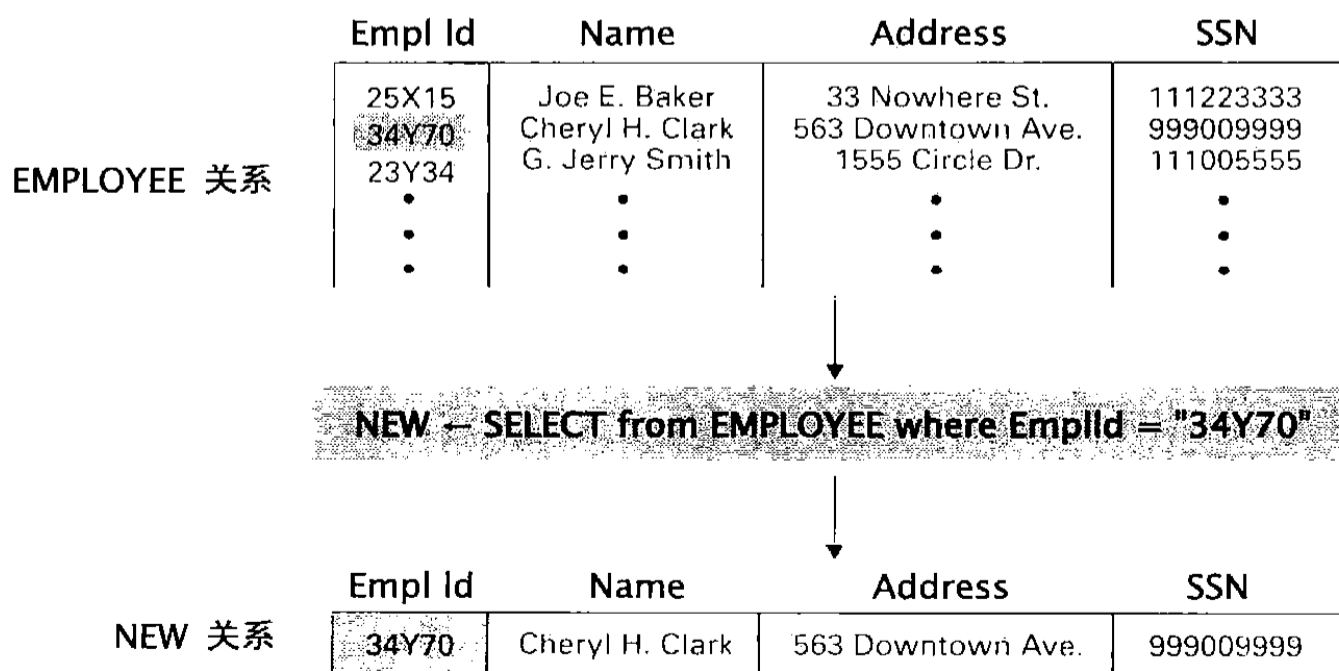 Empl Id Name Address SSN
25X15 Joe E. Baker 33 Nowhere St. 111223333
34Y70 Cheryl H. Clark 563 Downtown Ave. 999009999
23Y34 G. Jerry Smith 1555 Circle Dr. 111005555
EMPLOYEE 关系
NEW ← SELECT from EMPLOYEE where EmplId = "34Y70"
Empl Id Name Address SSN
NEW 关系 34Y70 Cheryl H. Clark 563 Downtown Ave. 999009999